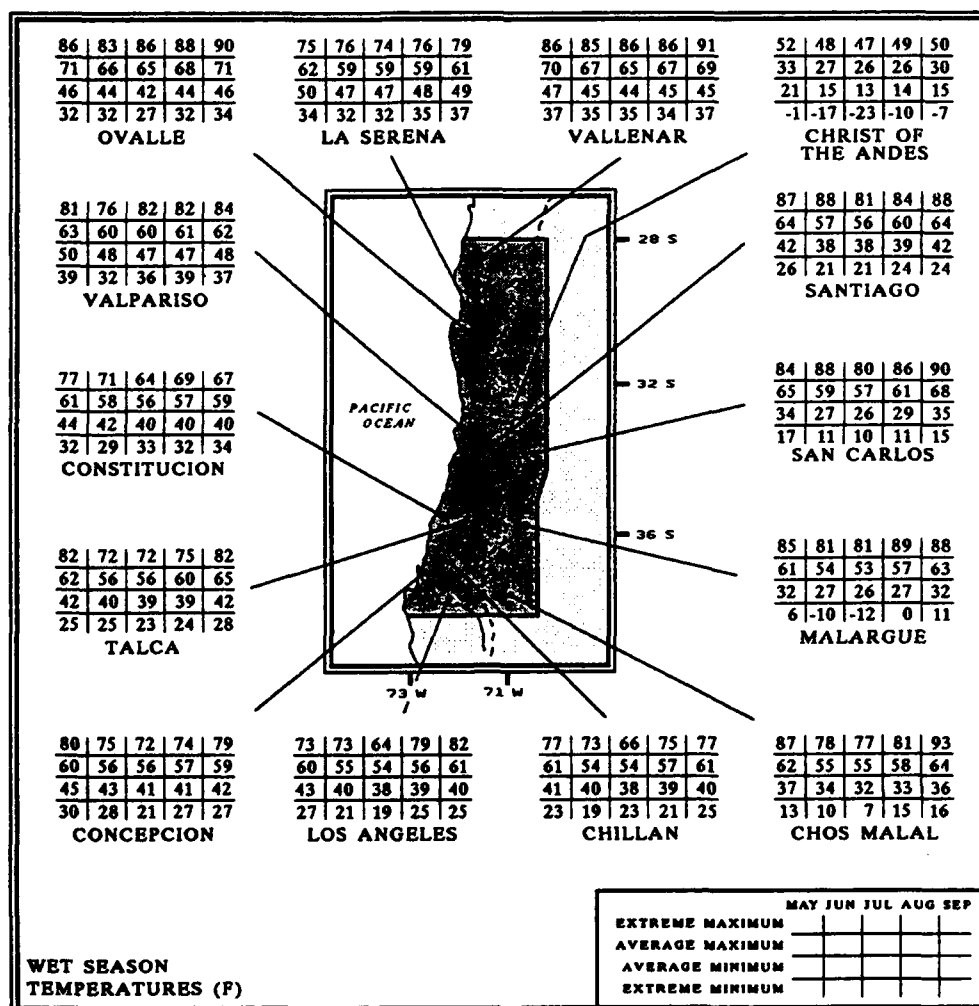 86 | 83 | 86 | 88 | 90
71 | 66 | 65 | 68 | 71
46 | 44 | 42 | 44 | 46
32 | 32 | 27 | 32 | 34
OVALLE
75 | 76 | 74 | 76 | 79
62 | 59 | 59 | 59 | 61
50 | 47 | 47 | 48 | 49
34 | 32 | 32 | 35 | 37
LA SERENA
86 | 85 | 86 | 86 | 91
70 | 67 | 65 | 67 | 69
47 | 45 | 44 | 45 | 45
37 | 35 | 35 | 34 | 37
VALLENAR
52 | 48 | 47 | 49 | 50
33 | 27 | 26 | 26 | 30
21 | 15 | 13 | 14 | 15
-1 | -17 | -23 | -10 | -7
CHRIST OF
THE ANDES
81 | 76 | 82 | 82 | 84
63 | 60 | 60 | 61 | 62
50 | 48 | 47 | 47 | 48
39 | 32 | 36 | 39 | 37
VALPARISO
87 | 88 | 81 | 84 | 88
64 | 57 | 56 | 60 | 64
42 | 38 | 38 | 39 | 42
26 | 21 | 21 | 24 | 24
SANTIAGO
77 | 71 | 64 | 69 | 67
61 | 58 | 56 | 57 | 59
44 | 42 | 40 | 40 | 40
32 | 29 | 33 | 32 | 34
CONSTITUCION
84 | 88 | 80 | 86 | 90
65 | 59 | 57 | 61 | 68
34 | 27 | 26 | 29 | 35
17 | 11 | 10 | 11 | 15
SAN CARLOS
82 | 72 | 72 | 75 | 82
62 | 56 | 56 | 60 | 65
42 | 40 | 39 | 39 | 42
25 | 25 | 23 | 24 | 28
TALCA
85 | 81 | 81 | 89 | 88
61 | 54 | 53 | 57 | 63
32 | 27 | 26 | 27 | 32
6 | -10 | -12 | 0 | 11
MALARGUE
PACIFIC
OCEAN
28 S
32 S
36 S
73 W
71 W
80 | 75 | 72 | 74 | 79
60 | 56 | 56 | 57 | 59
45 | 43 | 41 | 41 | 42
30 | 28 | 21 | 27 | 27
CONCEPCION
73 | 73 | 64 | 79 | 82
60 | 55 | 54 | 56 | 61
43 | 40 | 38 | 39 | 40
27 | 21 | 19 | 25 | 25
LOS ANGELES
77 | 73 | 66 | 75 | 77
61 | 54 | 54 | 57 | 61
41 | 40 | 38 | 39 | 40
23 | 19 | 23 | 21 | 25
CHILLAN
87 | 78 | 77 | 81 | 93
62 | 55 | 55 | 58 | 64
37 | 34 | 32 | 33 | 36
13 | 10 | 7 | 15 | 16
CHOS MALAL
WET SEASON
TEMPERATURES (F)
MAY JUN JUL AUG SEP
EXTREME MAXIMUM
AVERAGE MAXIMUM
AVERAGE MINIMUM
EXTREME MINIMUM